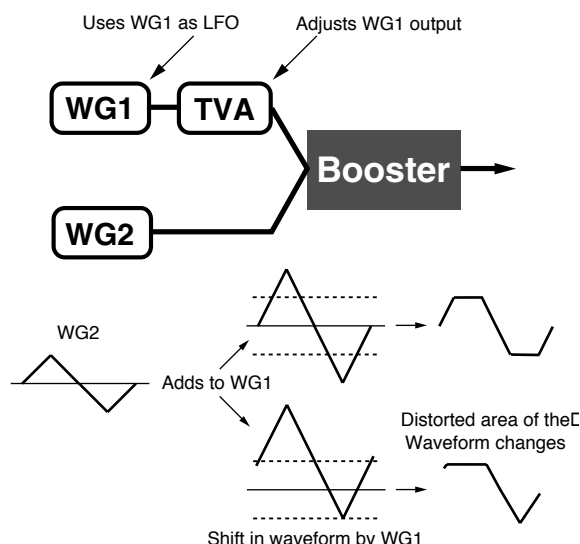 Uses WG1 as LFO
Adjusts WG1 output
WG1
TVA
Booster
WG2
WG2
Adds to WG1
Distorted area of theD
Waveform changes
Shift in waveform by WG1